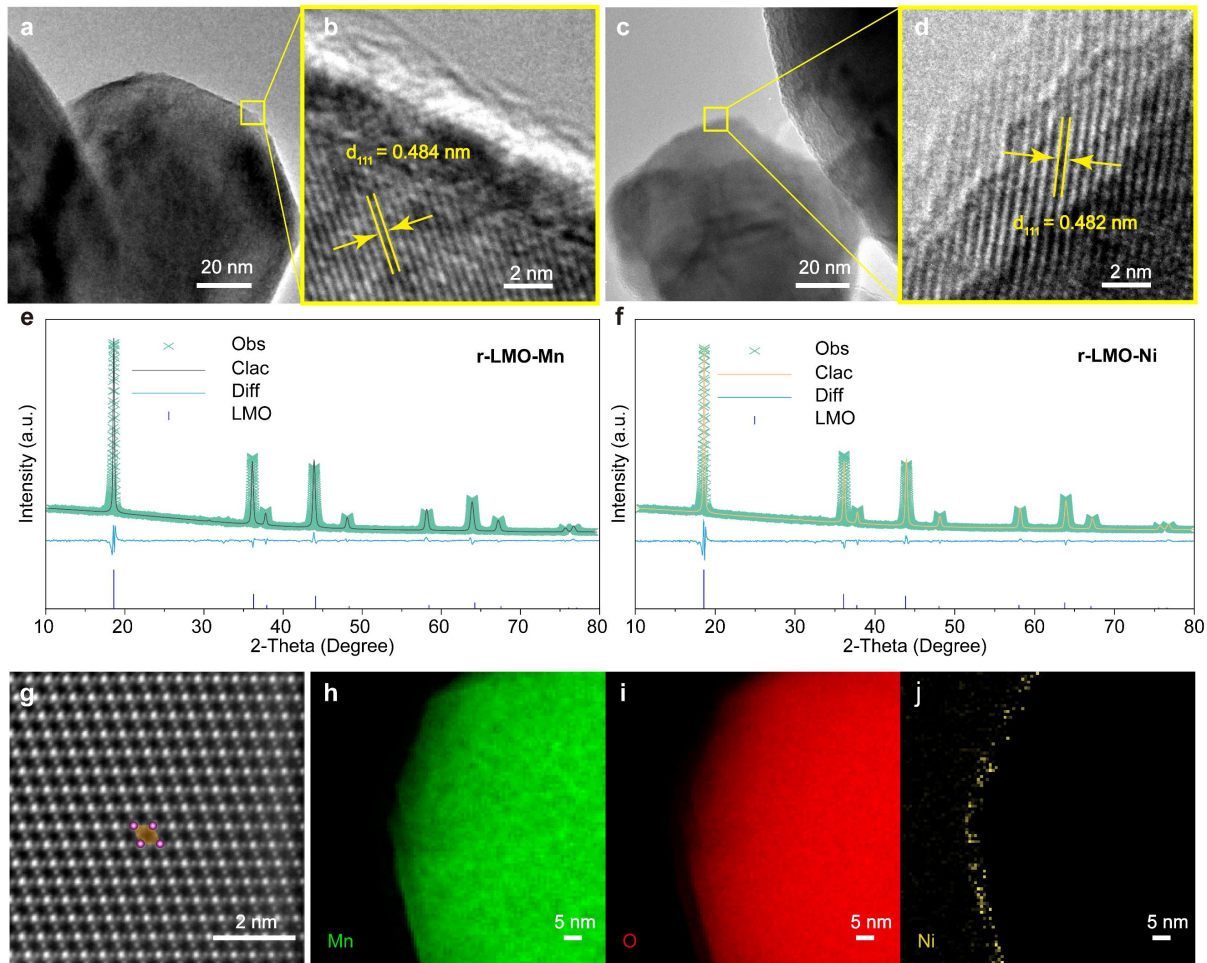 a
b
d₁₁₁ = 0.484 nm
20 nm
2 nm
c
d
d₁₁₁ = 0.482 nm
20 nm
2 nm
e
Obs
Clac
Diff
LMO
r-LMO-Mn
Intensity (a.u.)
10 20 30 40 50 60 70 80
2-Theta (Degree)
f
Obs
Clac
Diff
LMO
r-LMO-Ni
Intensity (a.u.)
10 20 30 40 50 60 70 80
2-Theta (Degree)
g
2 nm
h
Mn
5 nm
i
O
5 nm
j
Ni
5 nm